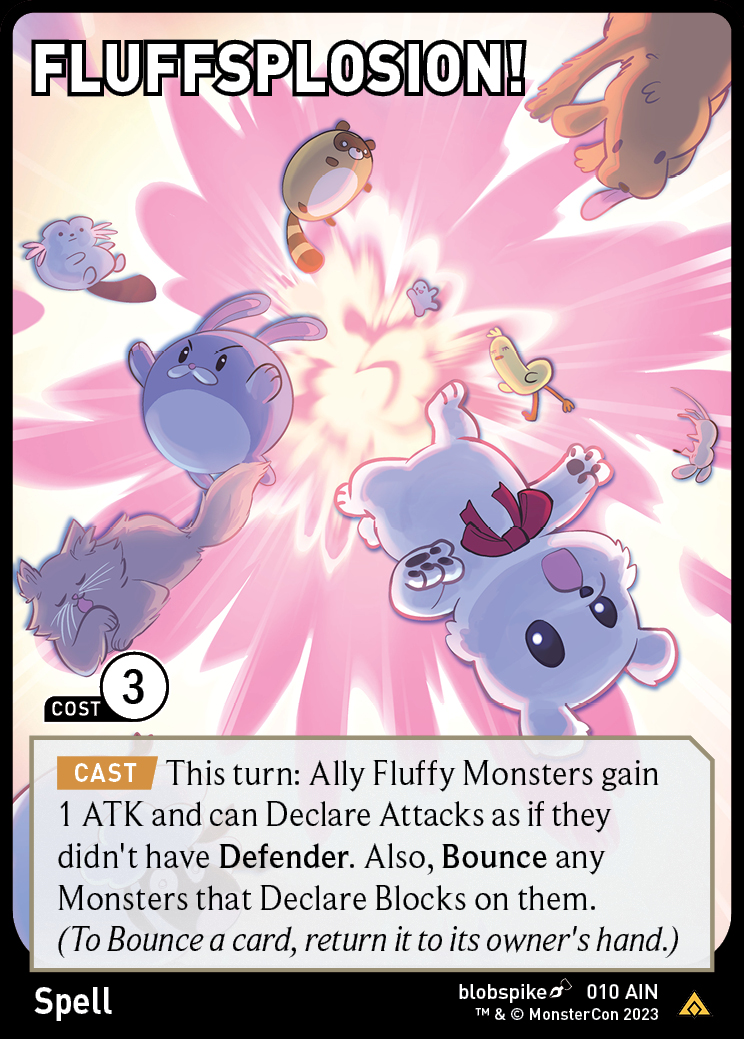 FLUFFSPLOSION!
COST 3
CAST This turn: Ally Fluffy Monsters gain
1 ATK and can Declare Attacks as if they
didn't have Defender. Also, Bounce any
Monsters that Declare Blocks on them.
(To Bounce a card, return it to its owner's hand.)
Spell
blobspike 010 AIN
™ & © MonsterCon 2023